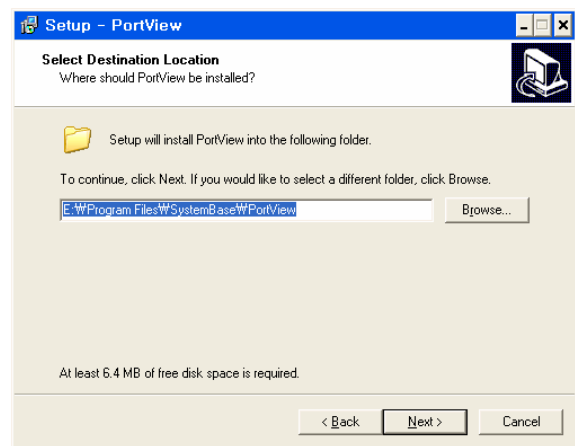 Setup - PortView
Select Destination Location
Where should PortView be installed?
Setup will install PortView into the following folder.
To continue, click Next. If you would like to select a different folder, click Browse.
E:₩Program Files₩SystemBase₩PortView
Browse...
At least 6.4 MB of free disk space is required.
< Back
Next >
Cancel